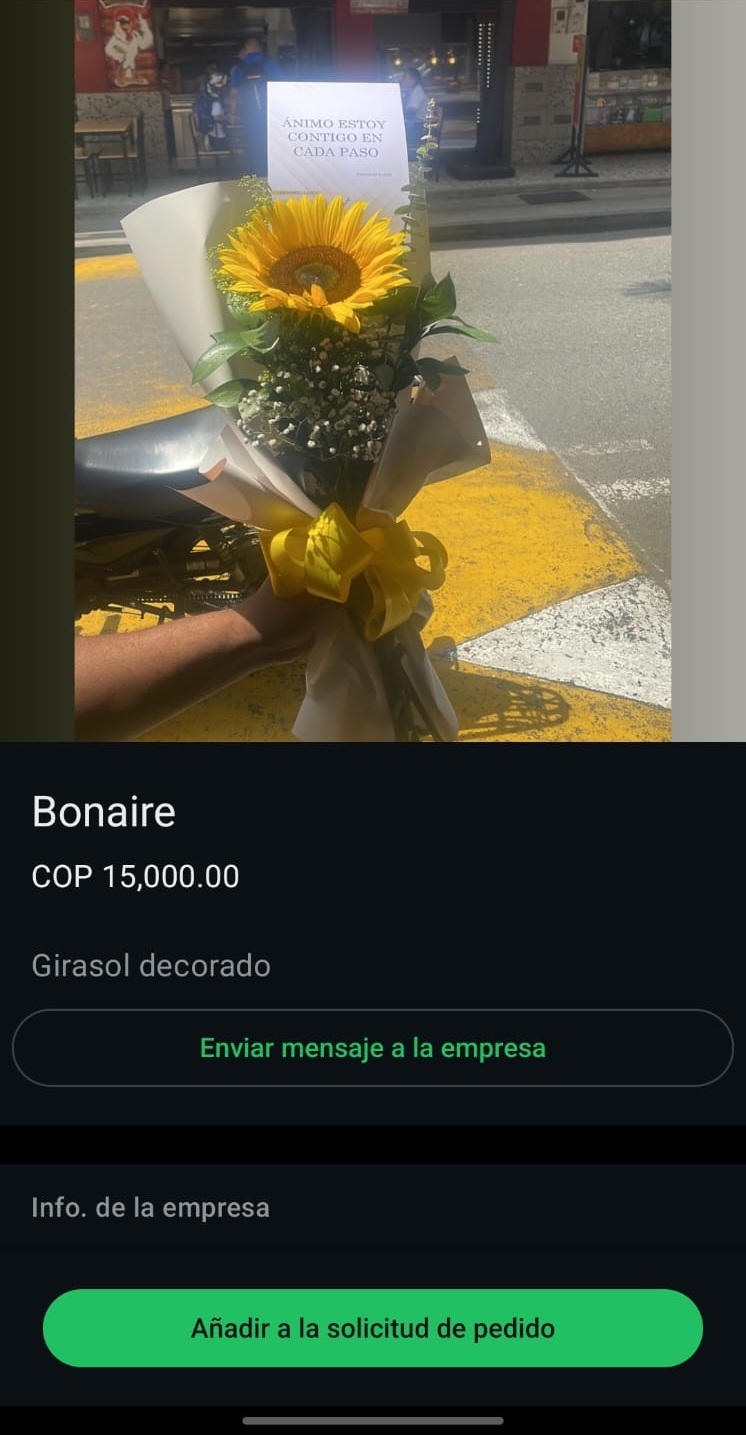 ÁNIMO ESTOY
CONTIGO EN
CADA PASO
Bonaire
COP 15,000.00
Girasol decorado
Enviar mensaje a la empresa
Info. de la empresa
Añadir a la solicitud de pedido